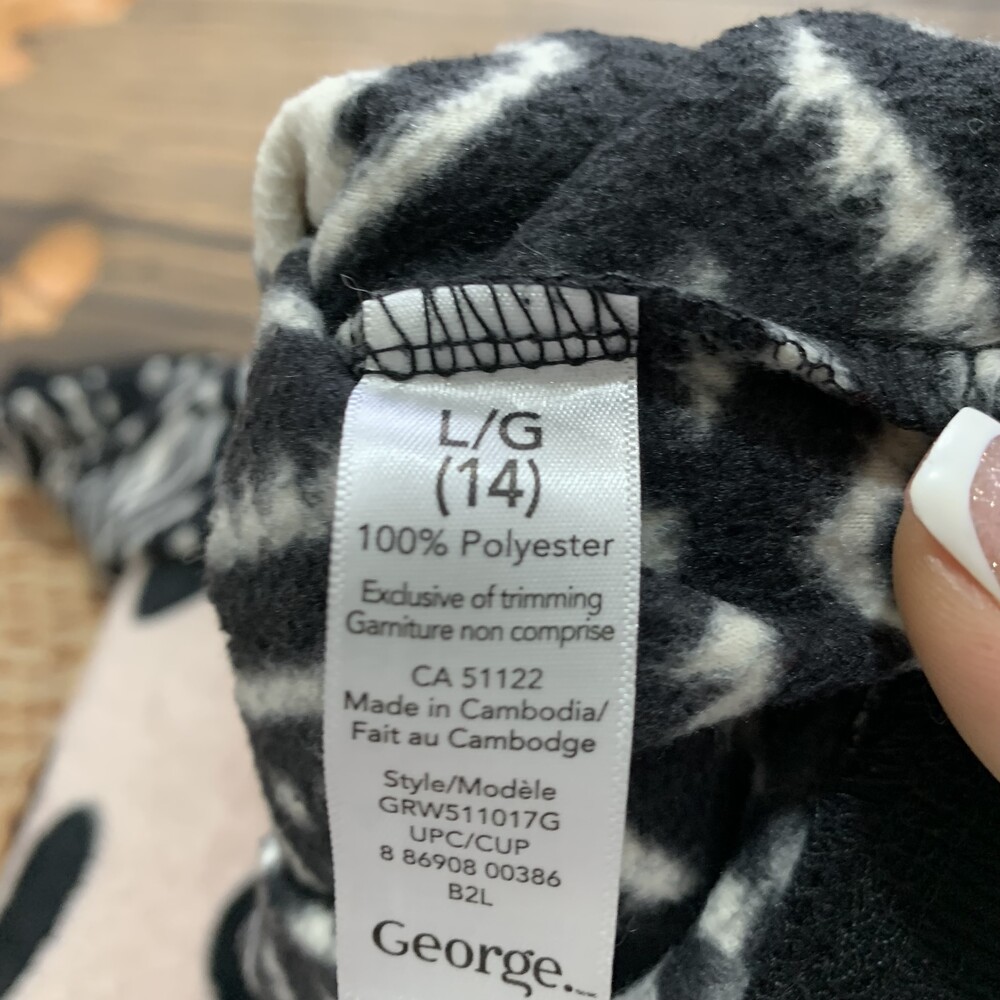 L/G
(14)
100% Polyester
Exclusive of trimming
Garniture non comprise
CA 51122
Made in Cambodia/
Fait au Cambodge
Style/Modèle
GRW511017G
UPC/CUP
8 86908 00386
B2L
George.